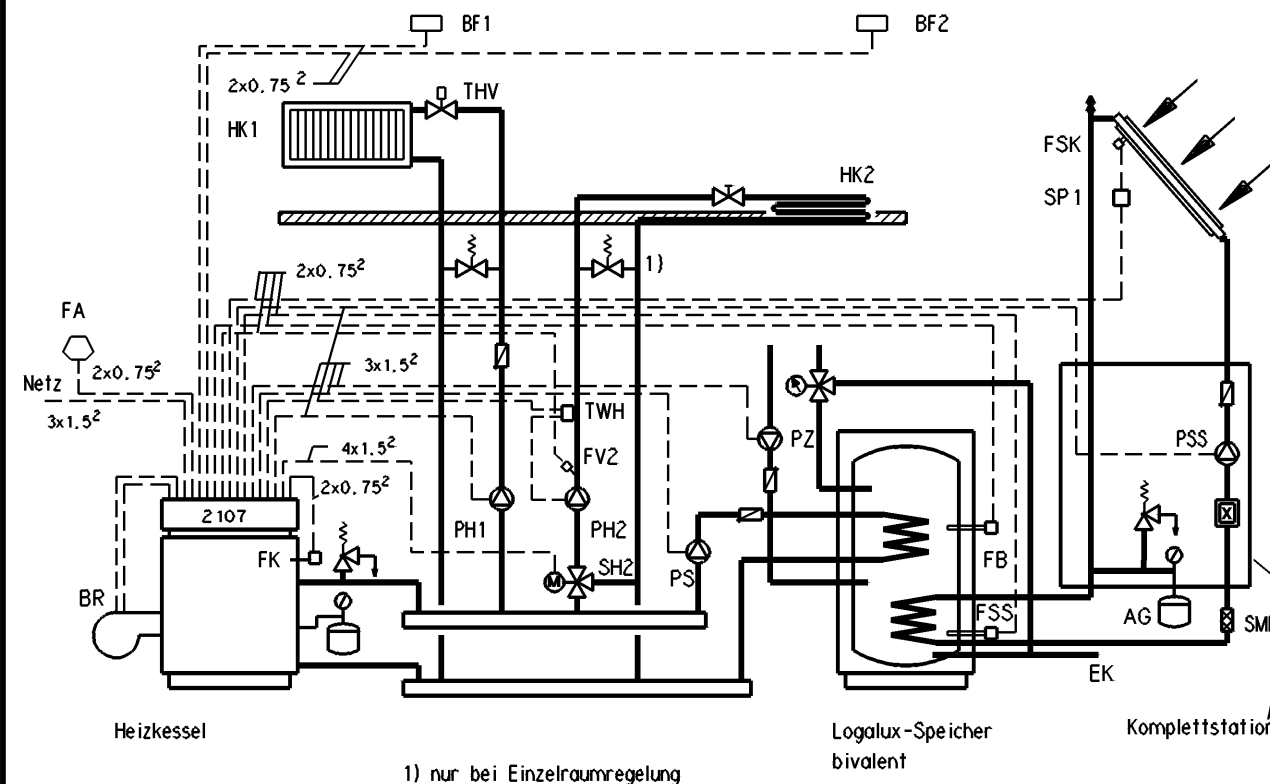 BF1
BF2
2x0.75²
THV
HK1
HK2
FSK
SP1
1)
2x0.75²
FA
2x0.75²
3x1.5²
Netz
3x1.5²
TWH
PZ
4x1.5²
FV2
PSS
2x0.75²
2107
PH1
PH2
X
FK
SH2
M
PS
FB
BR
FSS
AG
EK
Heizkessel
Logalux-Speicher
bivalent
1) nur bei Einzelraumregelung